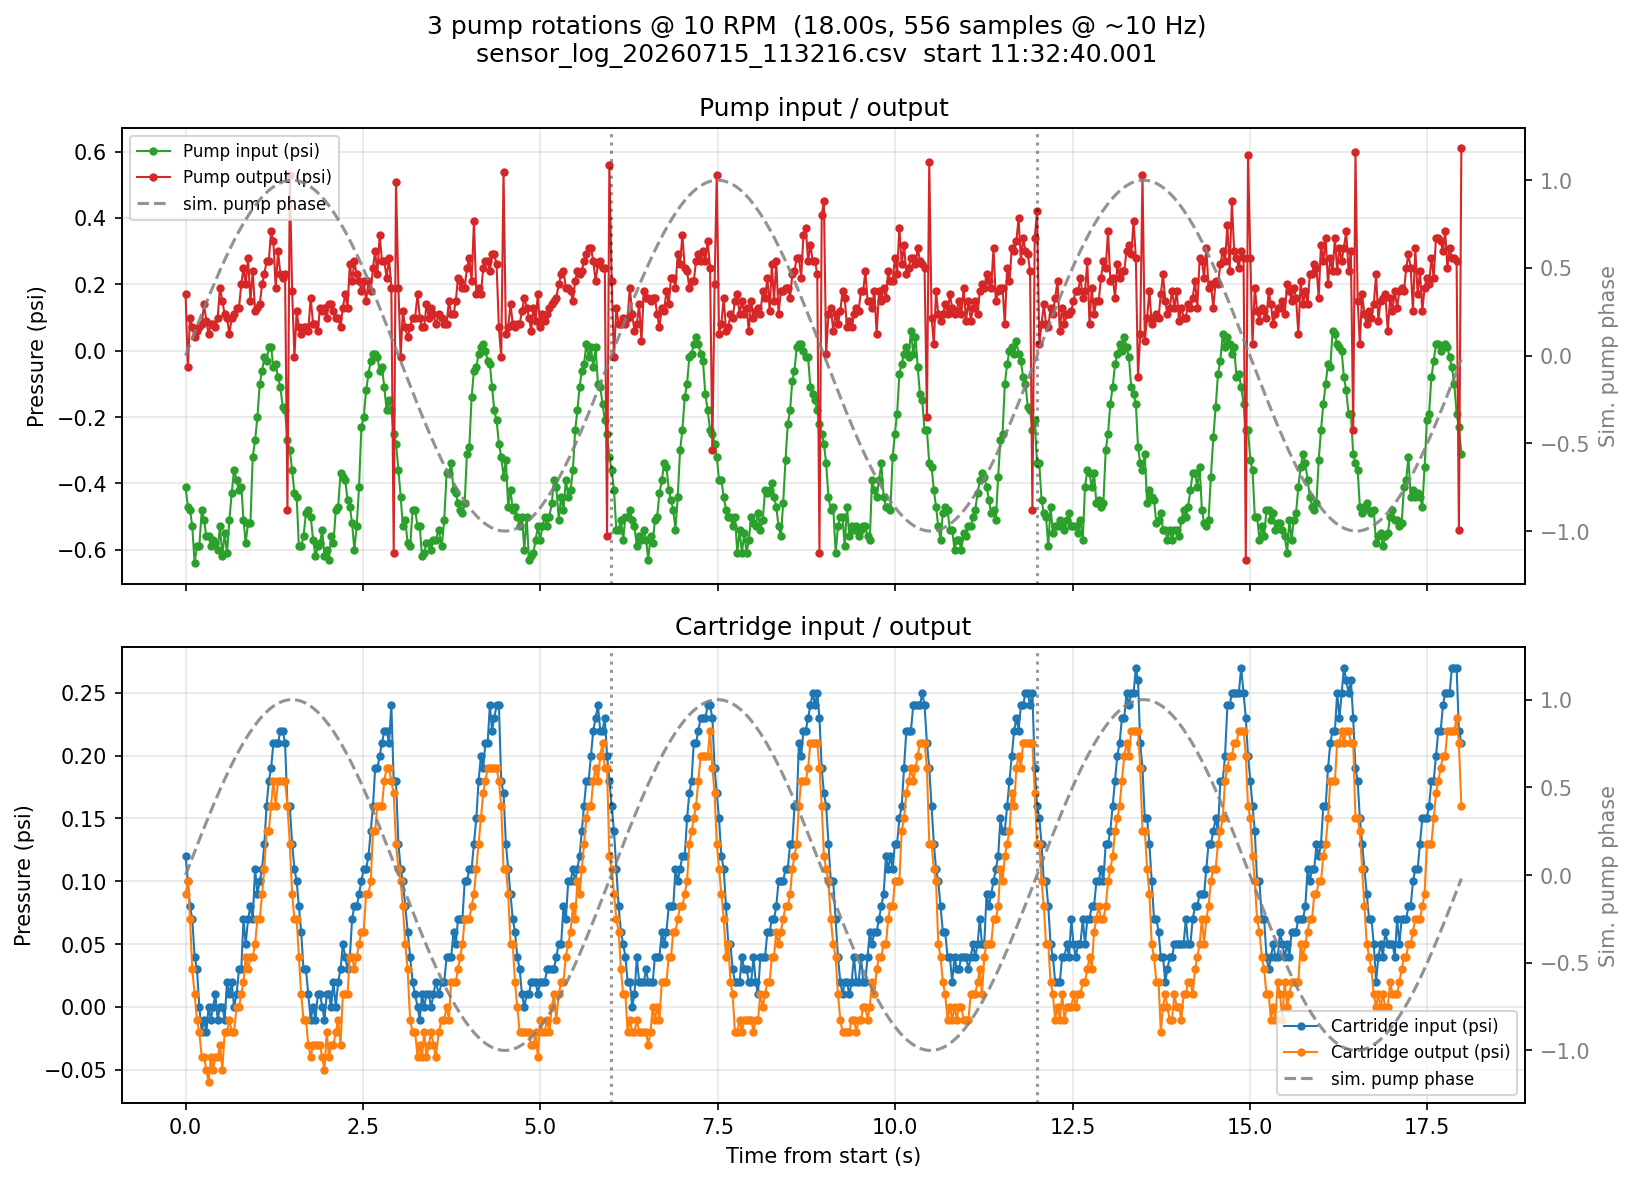 3 pump rotations @ 10 RPM  (18.00s, 556 samples @ ~10 Hz)
sensor_log_20260715_113216.csv  start 11:32:40.001
Pump input / output
Pump input (psi)
Pump output (psi)
sim. pump phase
Pressure (psi)
0.6
0.4
0.2
0.0
−0.2
−0.4
−0.6
1.0
0.5
0.0
−0.5
−1.0
Sim. pump phase
Cartridge input / output
Pressure (psi)
0.25
0.20
0.15
0.10
0.05
0.00
−0.05
1.0
0.5
0.0
−0.5
−1.0
Sim. pump phase
Cartridge input (psi)
Cartridge output (psi)
sim. pump phase
0.0 2.5 5.0 7.5 10.0 12.5 15.0 17.5
Time from start (s)